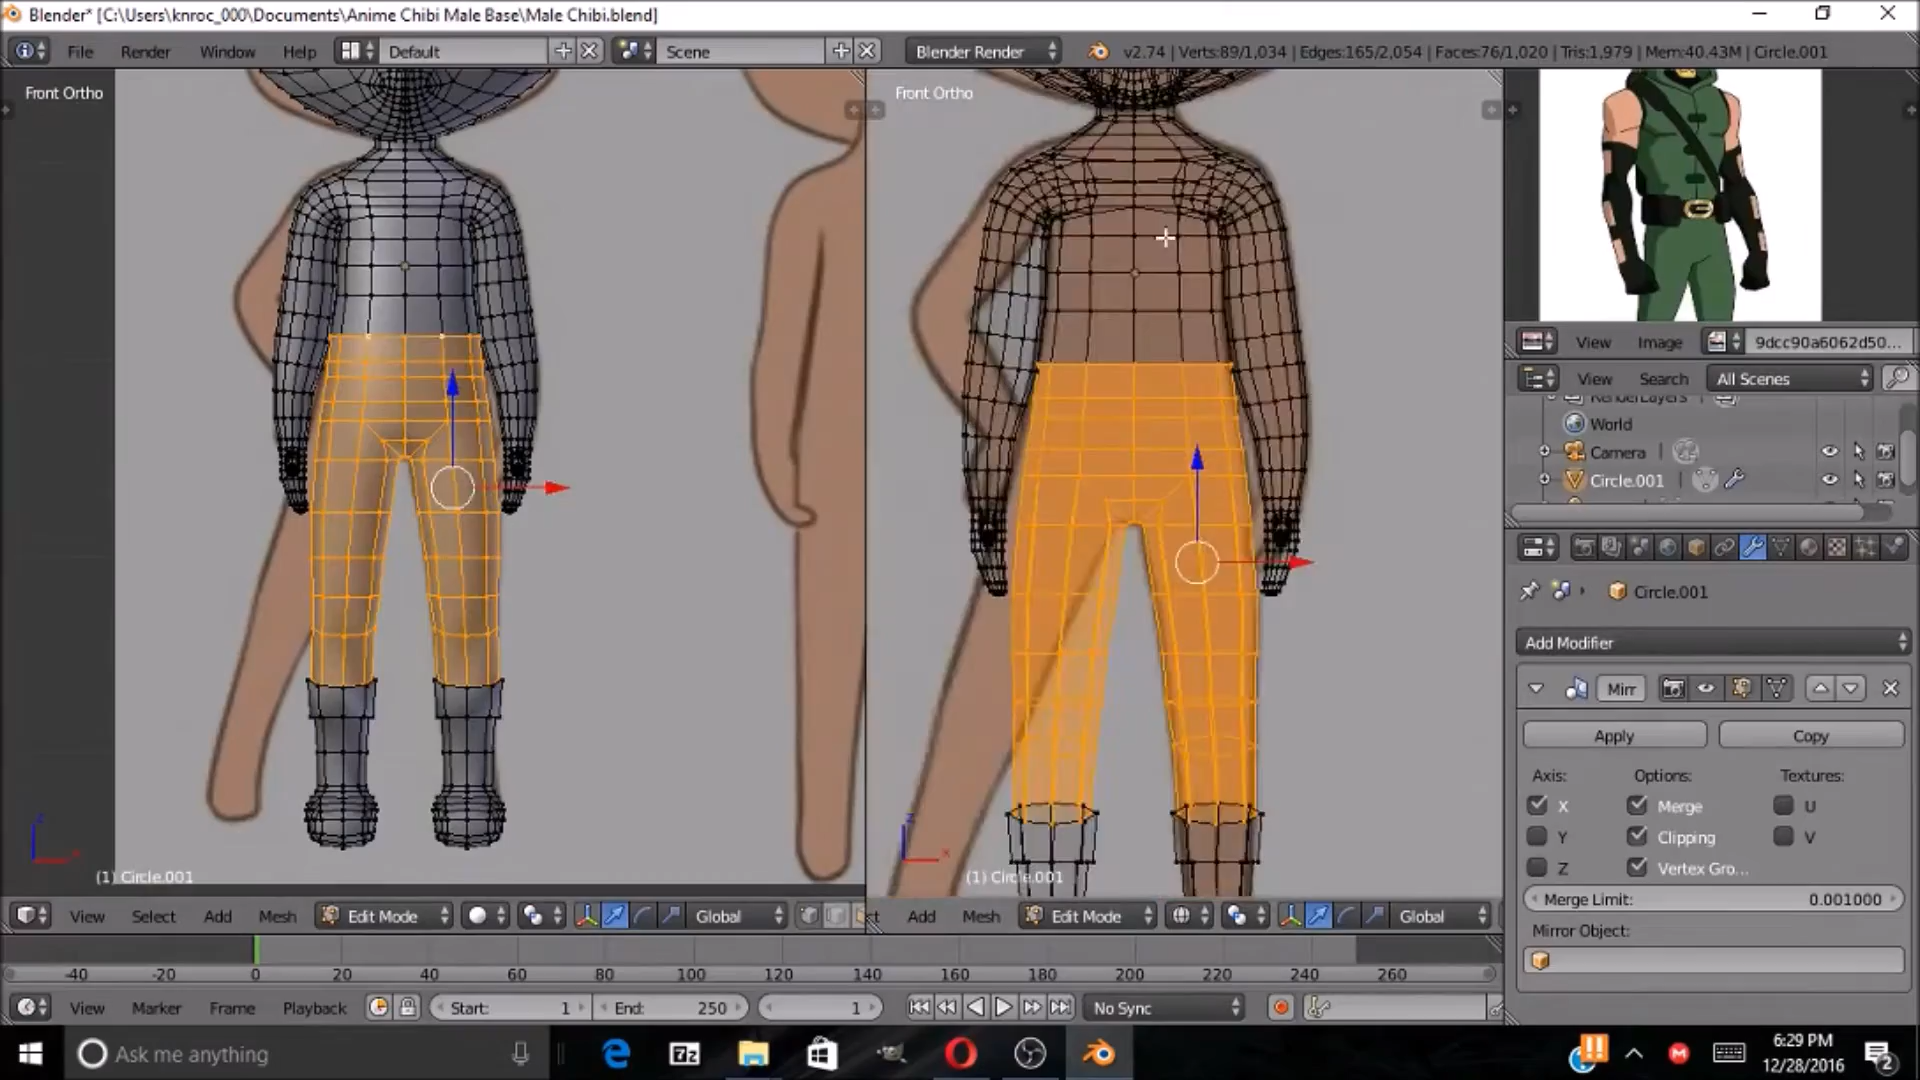 Blender* [C:\Users\knroc_000\Documents\Anime Chibi Male Base\Male Chibi.blend]
File Render Window Help Default Scene Blender Render v2.74 | Verts:89/1,034 | Edges:165/2,054 | Faces:76/1,020 | Tris:1,979 | Mem:40.43M | Circle.001
Front Ortho
Front Ortho
View Image 9dcc90a6062d50...
View Search All Scenes
RenderLayers
World
Camera
Circle.001
Circle.001
Add Modifier
Mirr
Apply Copy
Axis: Options: Textures:
X Merge U
Y Clipping V
Z Vertex Gro...
Merge Limit: 0.001000
Mirror Object:
(1) Circle.001
(1) Circle.001
View Select Add Mesh Edit Mode Global
Add Mesh Edit Mode Global
-40 -20 0 20 40 60 80 100 120 140 160 180 200 220 240 260
View Marker Frame Playback Start: 1 End: 250 1 No Sync
Ask me anything
7z
6:29 PM
12/28/2016
2